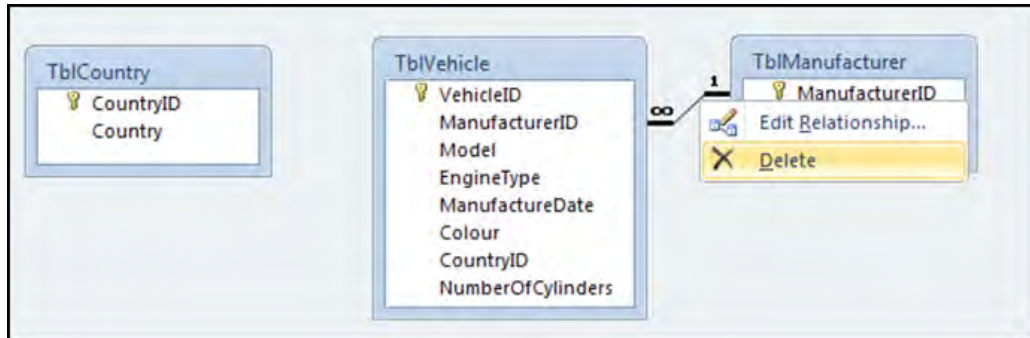 TblCountry
CountryID
Country
TblVehicle
VehicleID
ManufacturerID
Model
EngineType
ManufactureDate
Colour
CountryID
NumberOfCylinders
∞
1
TblManufacturer
ManufacturerID
Edit Relationship...
Delete